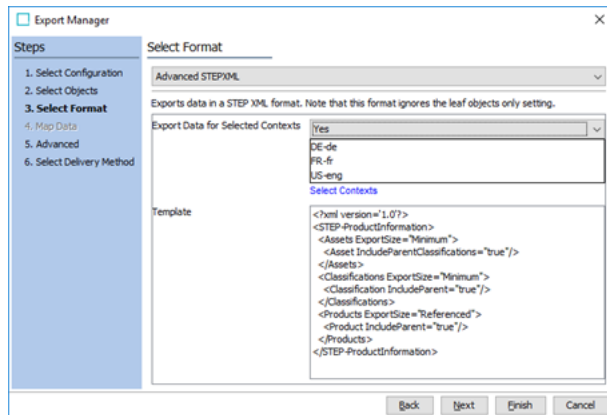 Export Manager
Steps
1. Select Configuration
2. Select Objects
3. Select Format
4. Map Data
5. Advanced
6. Select Delivery Method
Select Format
Advanced STEPXML
Exports data in a STEP XML format. Note that this format ignores the leaf objects only setting.
Export Data for Selected Contexts
Yes
DE-de
FR-fr
US-eng
Select Contexts
Template
<?xml version='1.0'?>
<STEP-ProductInformation>
<Assets ExportSize="Minimum">
<Asset IncludeParentClassifications="true"/>
</Assets>
<Classifications ExportSize="Minimum">
<Classification IncludeParent="true"/>
</Classifications>
<Products ExportSize="Referenced">
<Product IncludeParent="true"/>
</Products>
</STEP-ProductInformation>
Back Next Finish Cancel